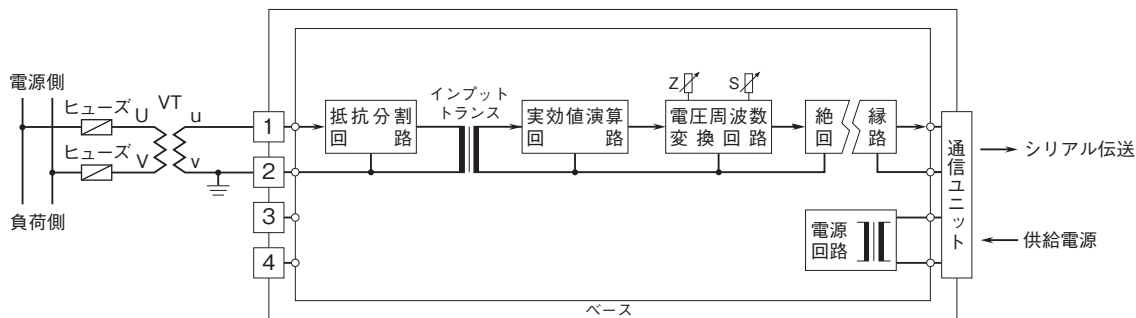 電源側
ヒューズ
U
VT
u
ヒューズ
V
v
負荷側
1
2
3
4
抵抗分割
回路
インプット
トランス
実効値演算
回路
Z
S
電圧周波数
変換回路
絶縁
回路
電源
回路
通信ユニット
シリアル伝送
供給電源
ベース